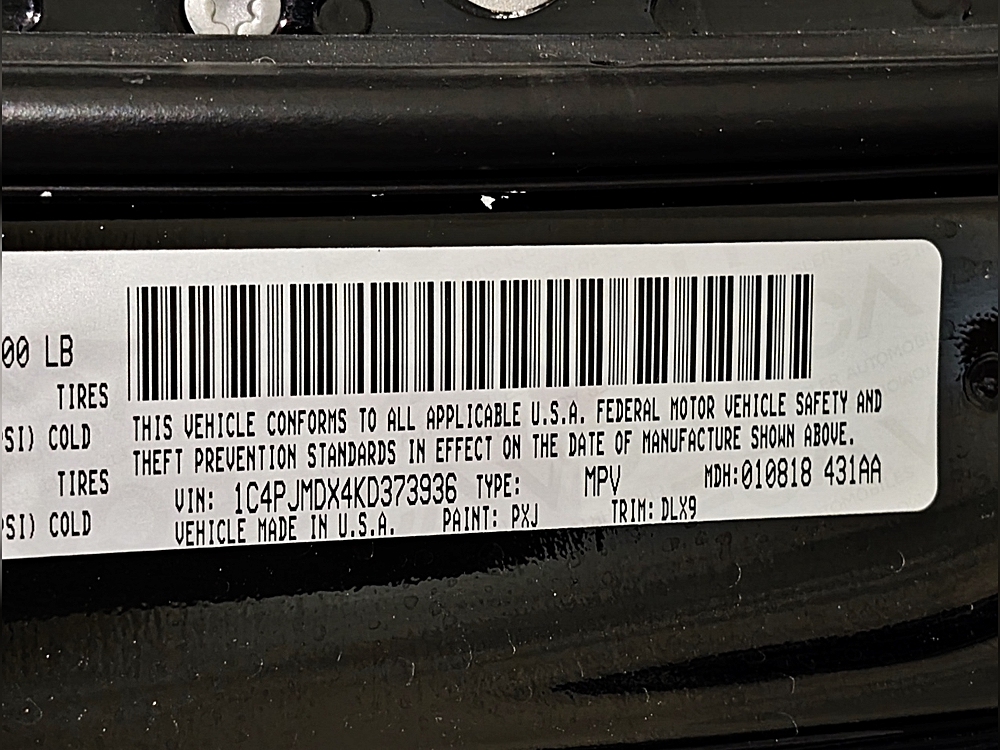 00 LB
TIRES
SI) COLD
TIRES
SI) COLD
THIS VEHICLE CONFORMS TO ALL APPLICABLE U.S.A. FEDERAL MOTOR VEHICLE SAFETY AND
THEFT PREVENTION STANDARDS IN EFFECT ON THE DATE OF MANUFACTURE SHOWN ABOVE.
VIN: 1C4PJMDX4KD373936 TYPE: MPV MDH:010818 431AA
VEHICLE MADE IN U.S.A. PAINT: PXJ TRIM: DLX9